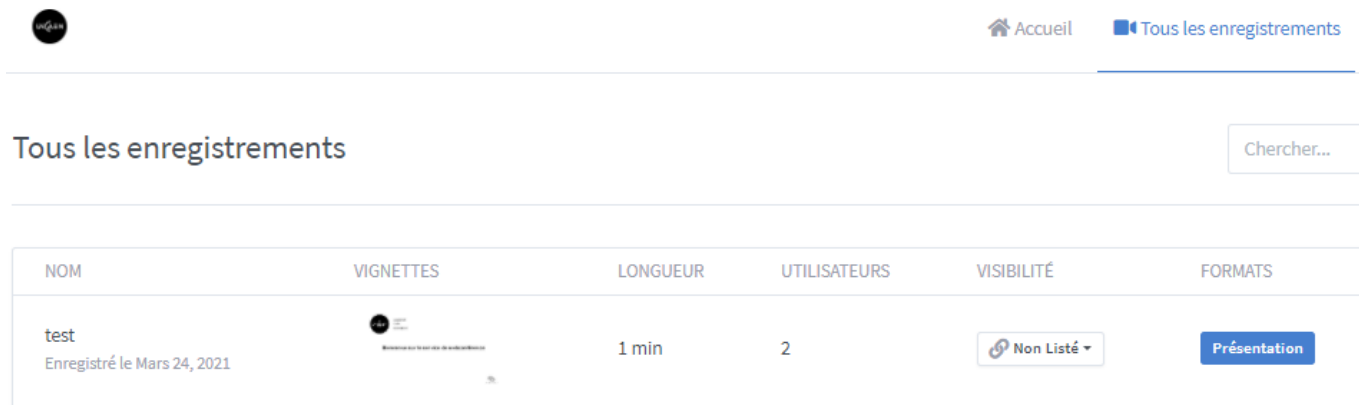 Accueil
Tous les enregistrements
Tous les enregistrements
Chercher...
NOM VIGNETTES LONGUEUR UTILISATEURS VISIBILITÉ FORMATS
test
1 min 2 Non Listé Présentation
Enregistré le Mars 24, 2021